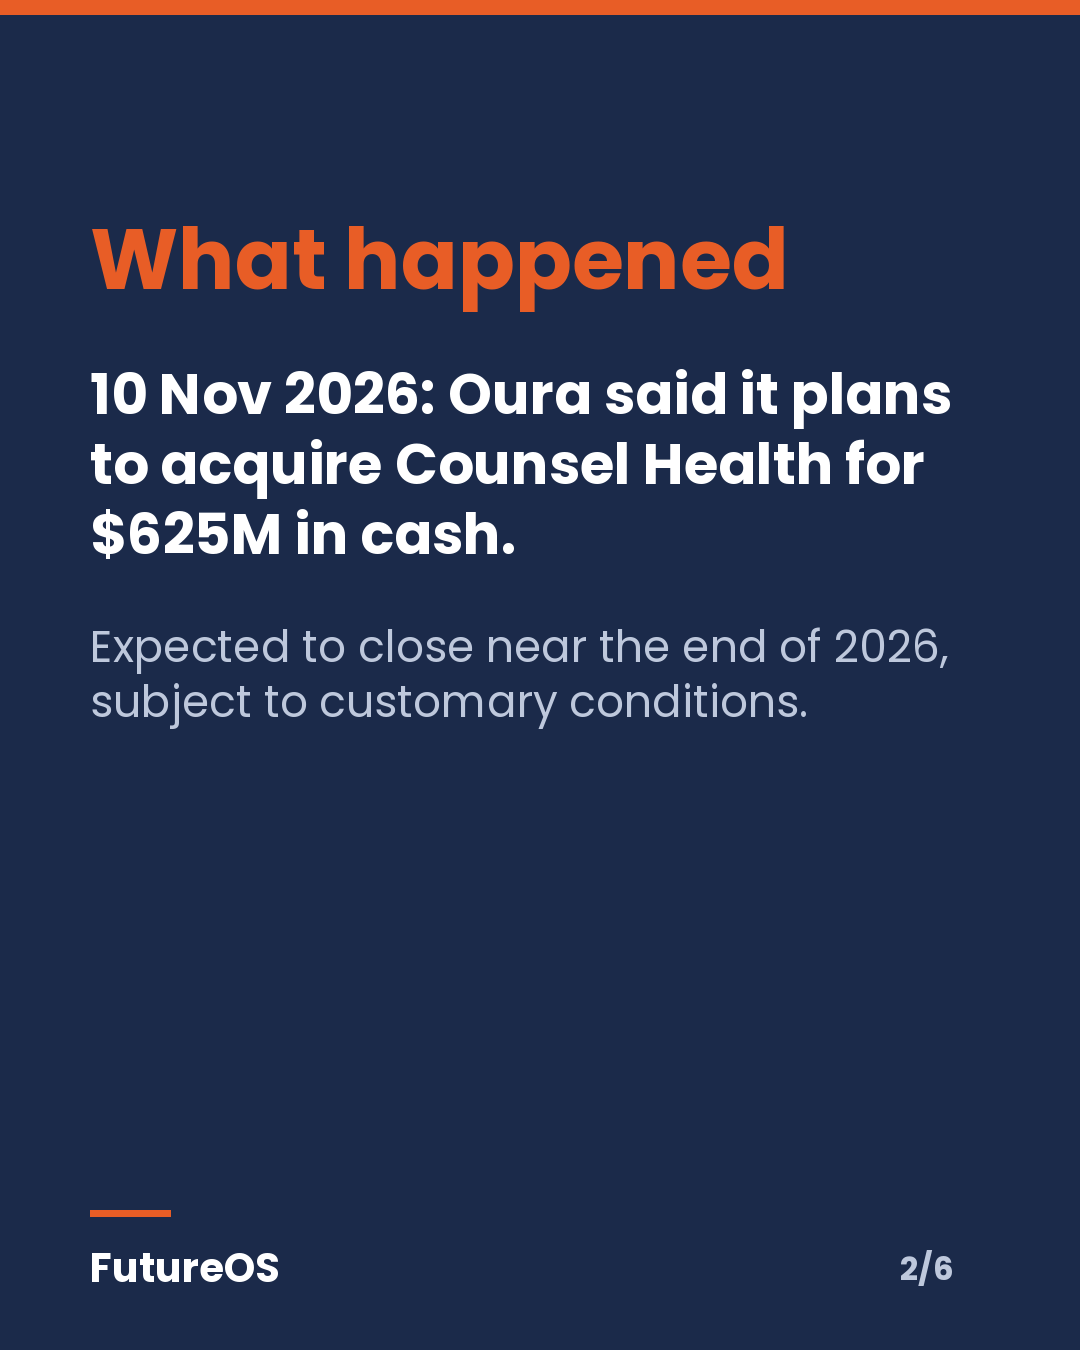 What happened
10 Nov 2026: Oura said it plans
to acquire Counsel Health for
$625M in cash.
Expected to close near the end of 2026,
subject to customary conditions.
FutureOS
2/6